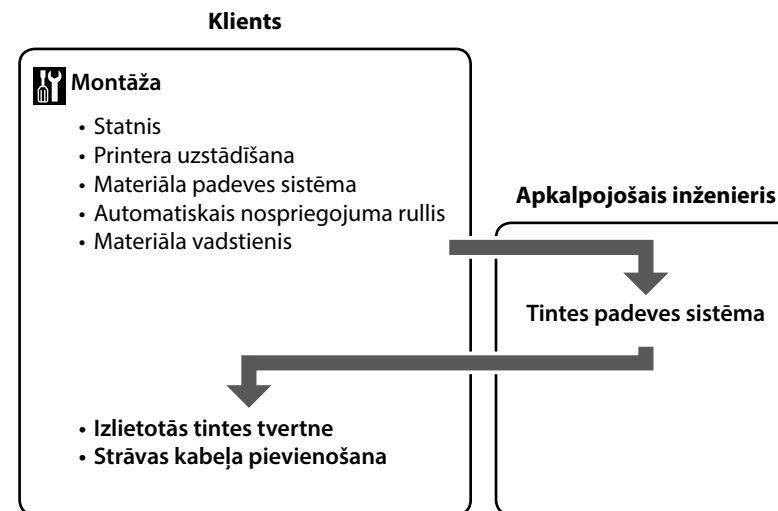 Klients
Montāža
• Statnis
• Printera uzstādīšana
• Materiāla padeves sistēma
• Automatiskais nospriegojuma rullis
• Materiāla vadstienis
Apkalpojošais inženieris
Tintes padeves sistēma
• Izlietotās tintes tvertne
• Strāvas kabeļa pievienošana